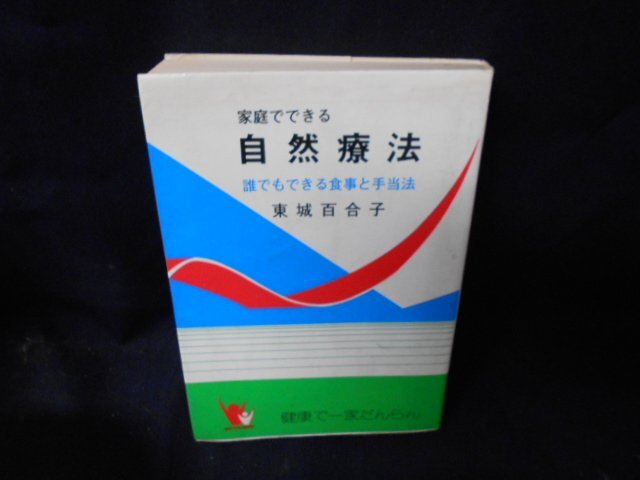 家庭でできる
自然療法
誰でもできる食事と手当法
東城百合子
健康で一家だんらん